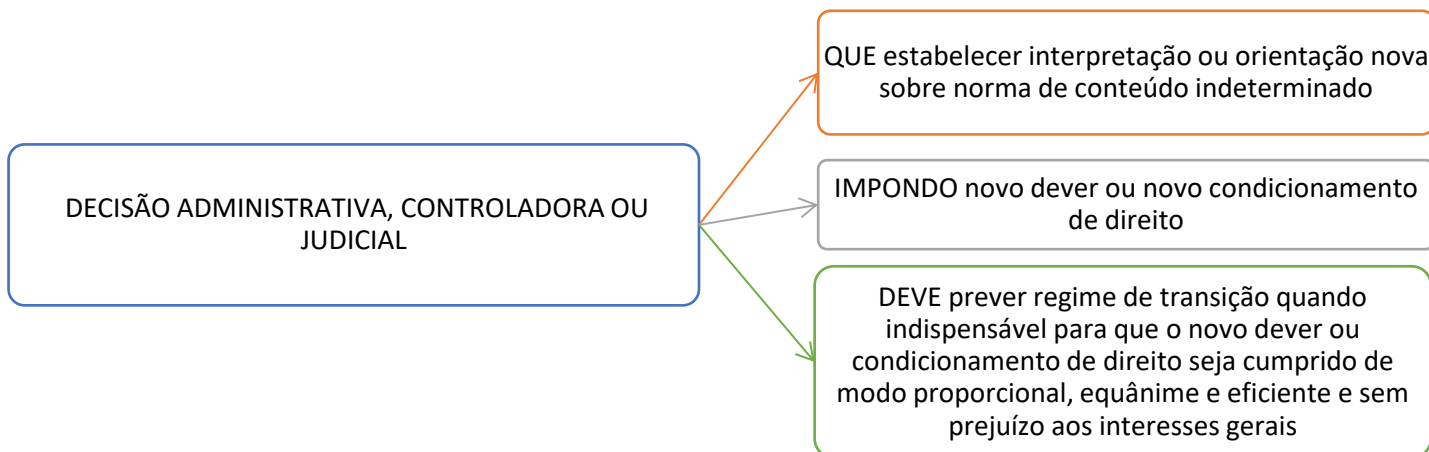 DECISÃO ADMINISTRATIVA, CONTROLADORA OU
JUDICIAL
QUE estabelecer interpretação ou orientação nova
sobre norma de conteúdo indeterminado
IMPONDO novo dever ou novo condicionamento
de direito
DEVE prever regime de transição quando
indispensável para que o novo dever ou
condicionamento de direito seja cumprido de
modo proporcional, equânime e eficiente e sem
prejuízo aos interesses gerais